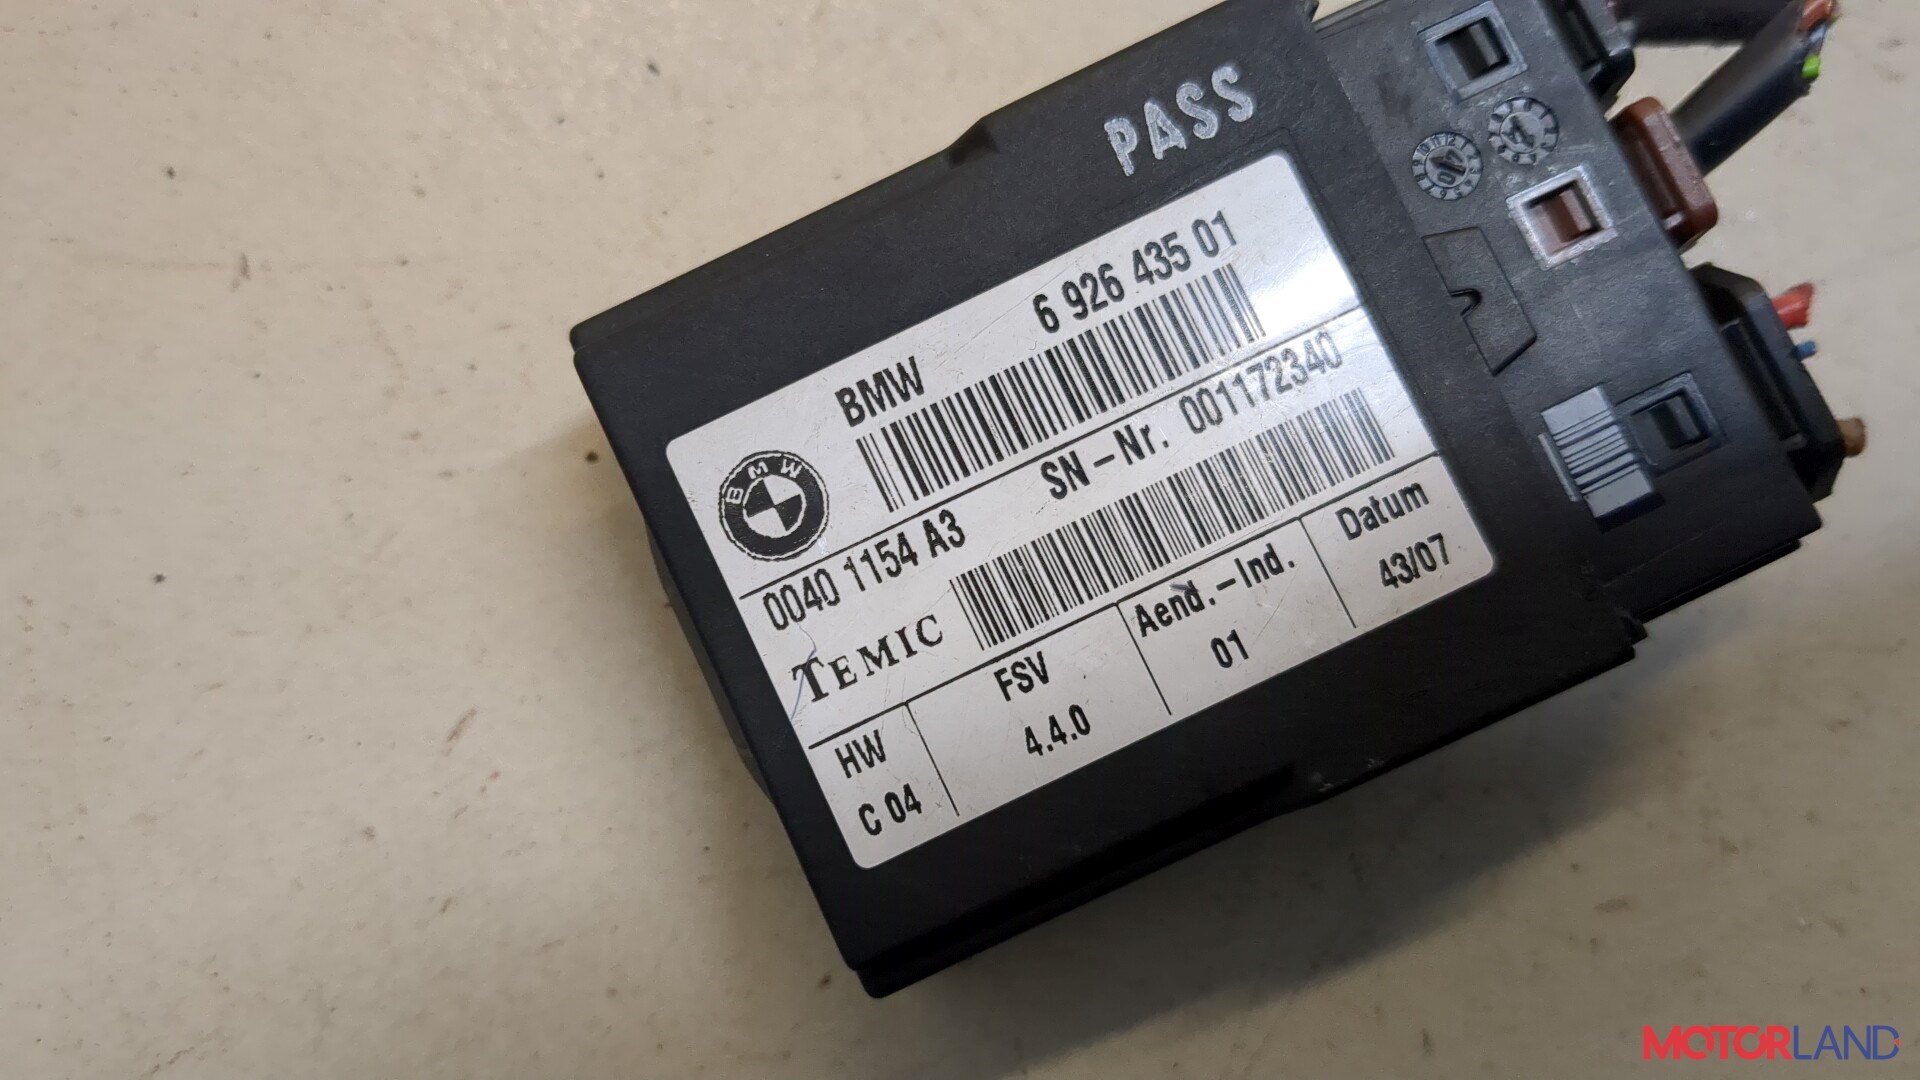 PASS
BMW 6 926 435 01
BMW
0040 1154 A3 SN-Nr. 001172340
TEMIC
HW FSV Aend.-Ind. Datum
C 04 4.4.0 01 43/07
MOTORLAND